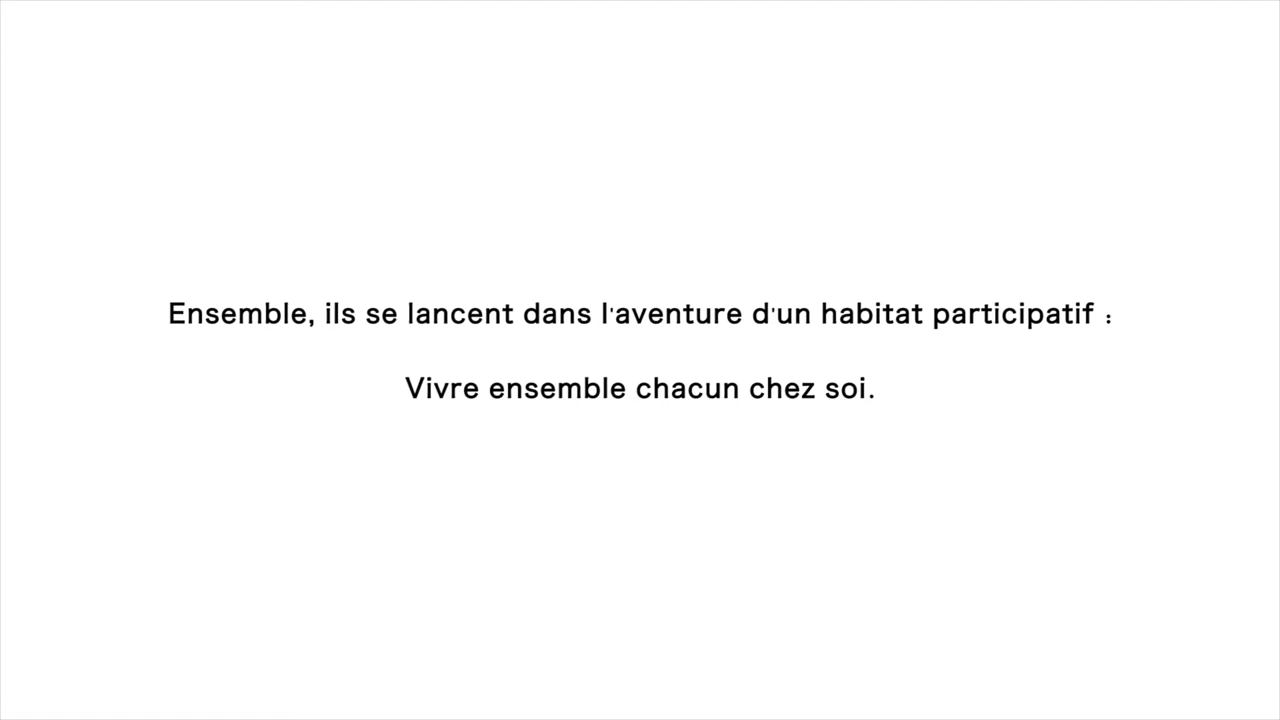 Ensemble, ils se lancent dans l'aventure d'un habitat participatif :
Vivre ensemble chacun chez soi.